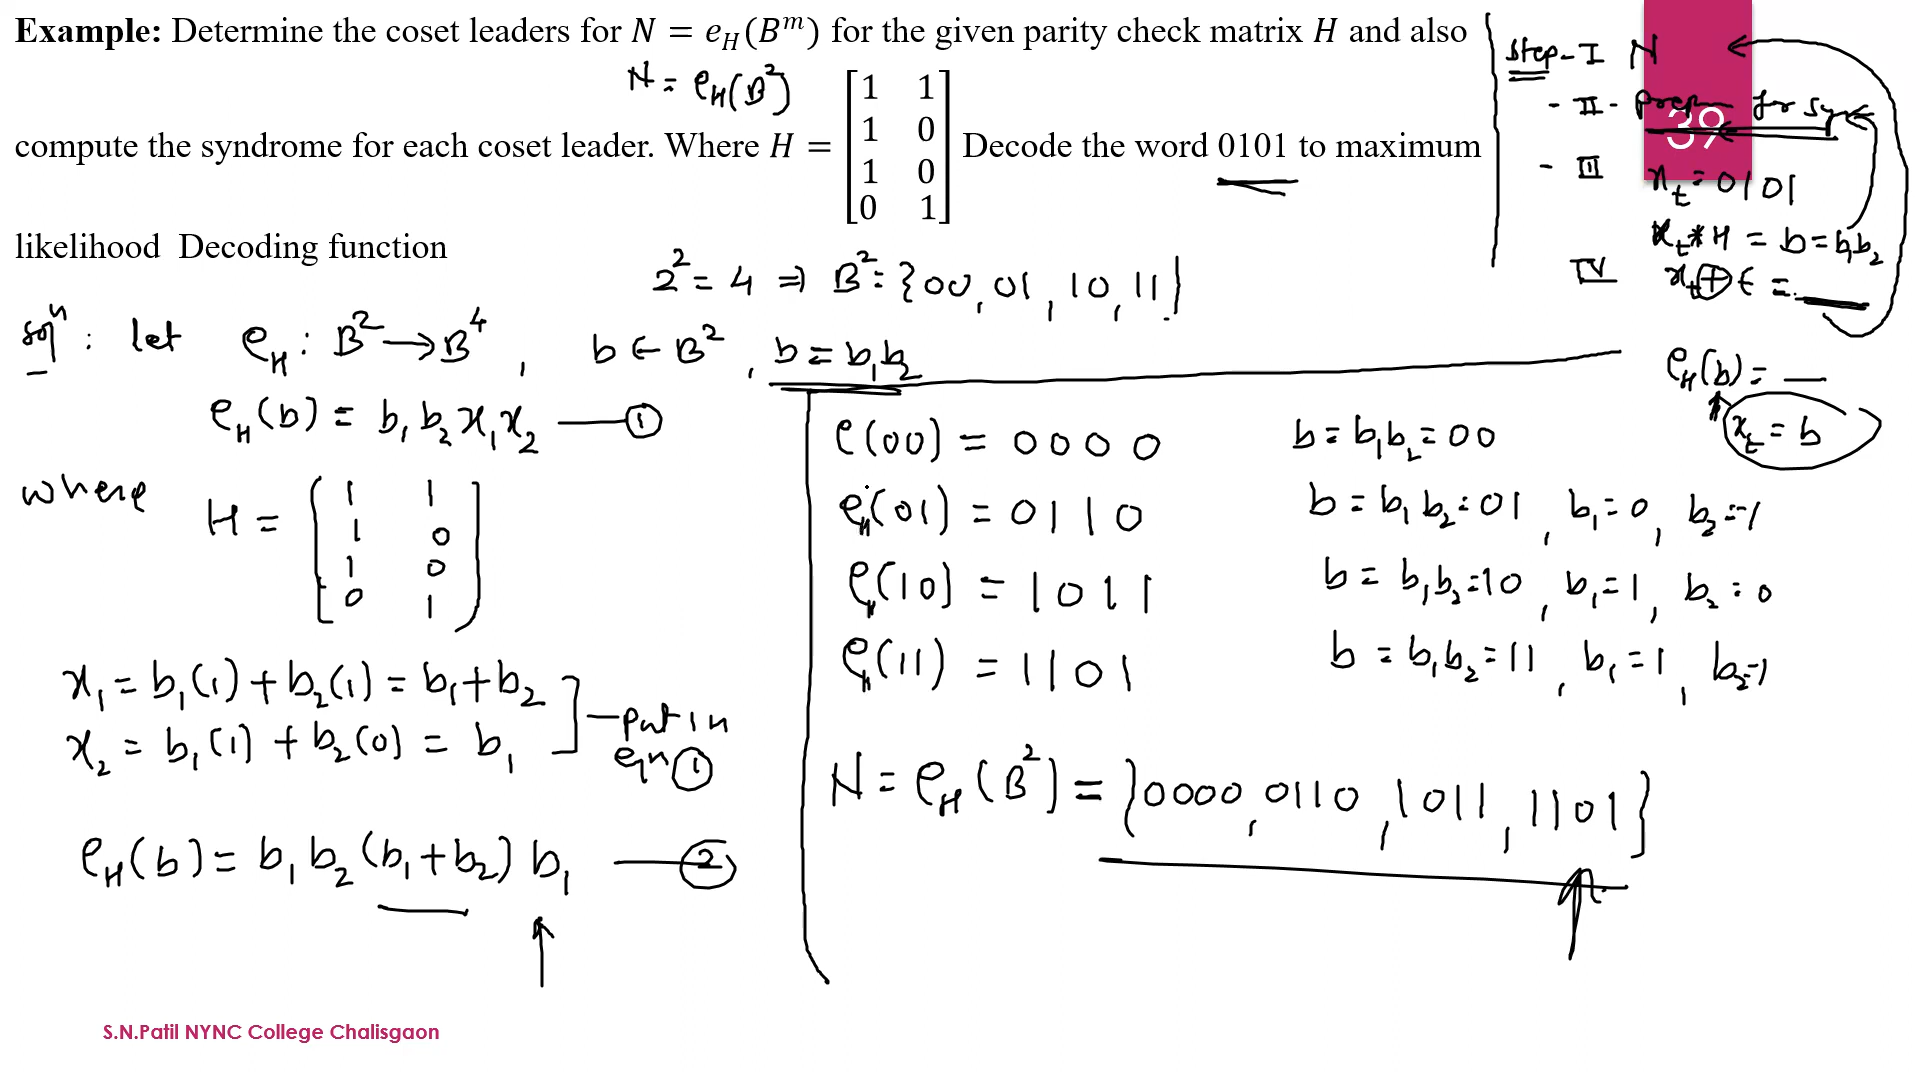 Example: Determine the coset leaders for N = e_H(B^m) for the given parity check matrix H and also
N = e_H(B^2)
compute the syndrome for each coset leader. Where H = [1 1; 1 0; 1 0; 0 1] Decode the word 0101 to maximum
likelihood Decoding function
2^2 = 4 ⇒ B^2 = {00, 01, 10, 11}
sol^n : let e_H : B^2 → B^4, b ∈ B^2, b = b_1b_2
e_H(b) = b_1 b_2 x_1 x_2 —— ①
where H = [1 1; 1 0; 1 0; 0 1]
x_1 = b_1(1) + b_2(1) = b_1 + b_2
x_2 = b_1(1) + b_2(0) = b_1
put in
eqn ①
e_H(b) = b_1 b_2 (b_1 + b_2) b_1 —— ②
e(00) = 0000 b = b_1b_2 = 00
e_H(01) = 0110 b = b_1b_2 = 01, b_1 = 0, b_2 = 1
e_H(10) = 1011 b = b_1b_2 = 10, b_1 = 1, b_2 = 0
e_H(11) = 1101 b = b_1b_2 = 11, b_1 = 1, b_2 = 1
N = e_H(B^2) = {0000, 0110, 1011, 1101}
Step - I N
- II - prep for sy
39
- III x_t = 0101
x_t * H = b = b_1b_2
IV x_t ⊕ ε =
e_H(b) = __
x_t = b
S.N.Patil NYNC College Chalisgaon